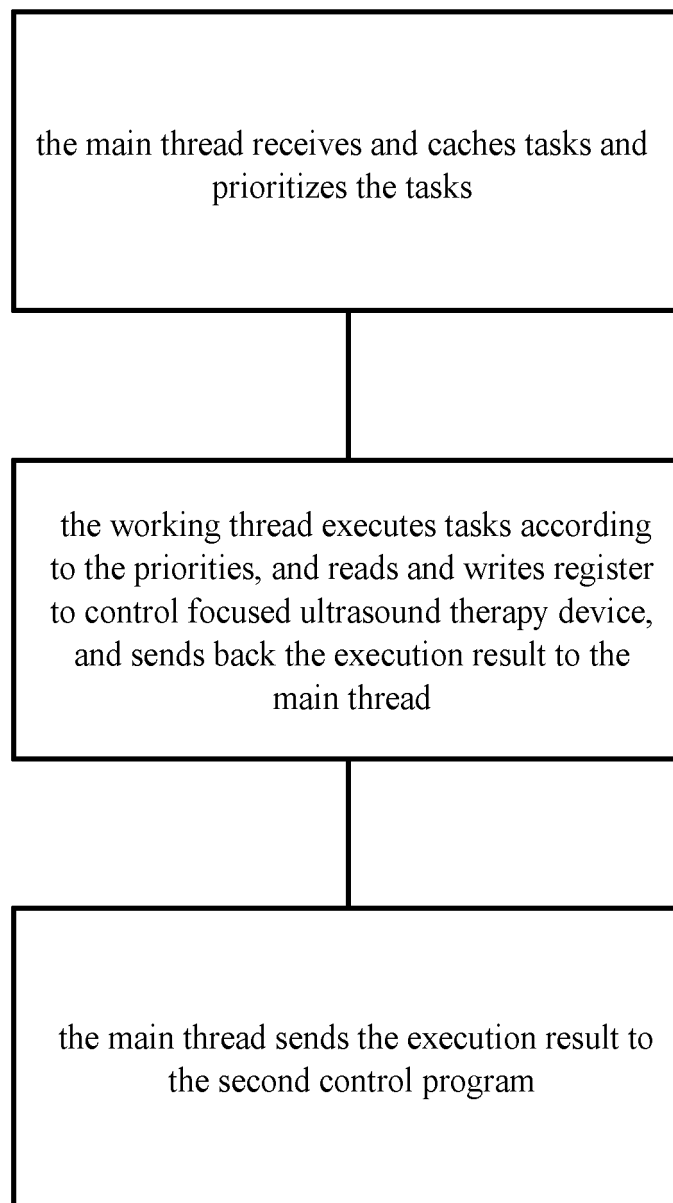 the main thread receives and caches tasks and
prioritizes the tasks
the working thread executes tasks according
to the priorities, and reads and writes register
to control focused ultrasound therapy device,
and sends back the execution result to the
main thread
the main thread sends the execution result to
the second control program